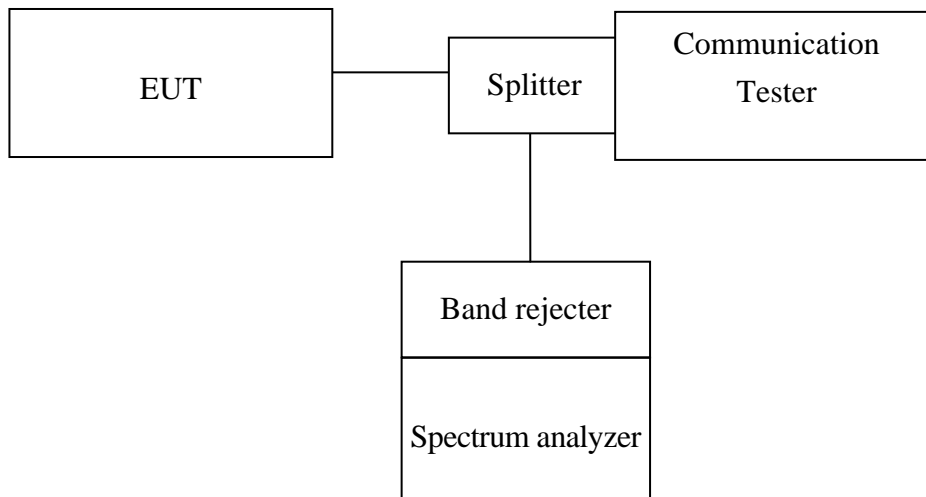 EUT
Splitter
Communication
Tester
Band rejecter
Spectrum analyzer